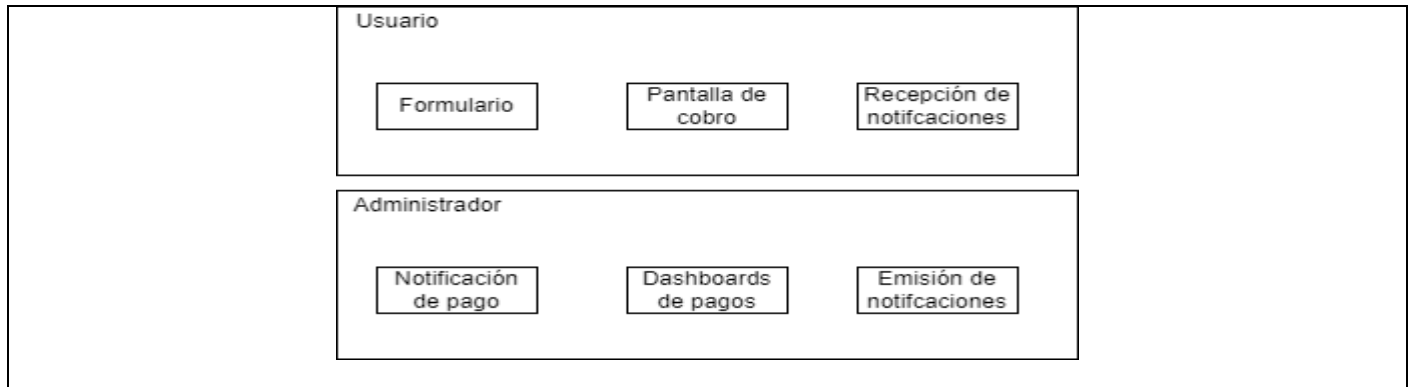 Usuario
Formulario
Pantalla de
cobro
Recepción de
notifcaciones
Administrador
Notificación
de pago
Dashboards
de pagos
Emisión de
notifcaciones